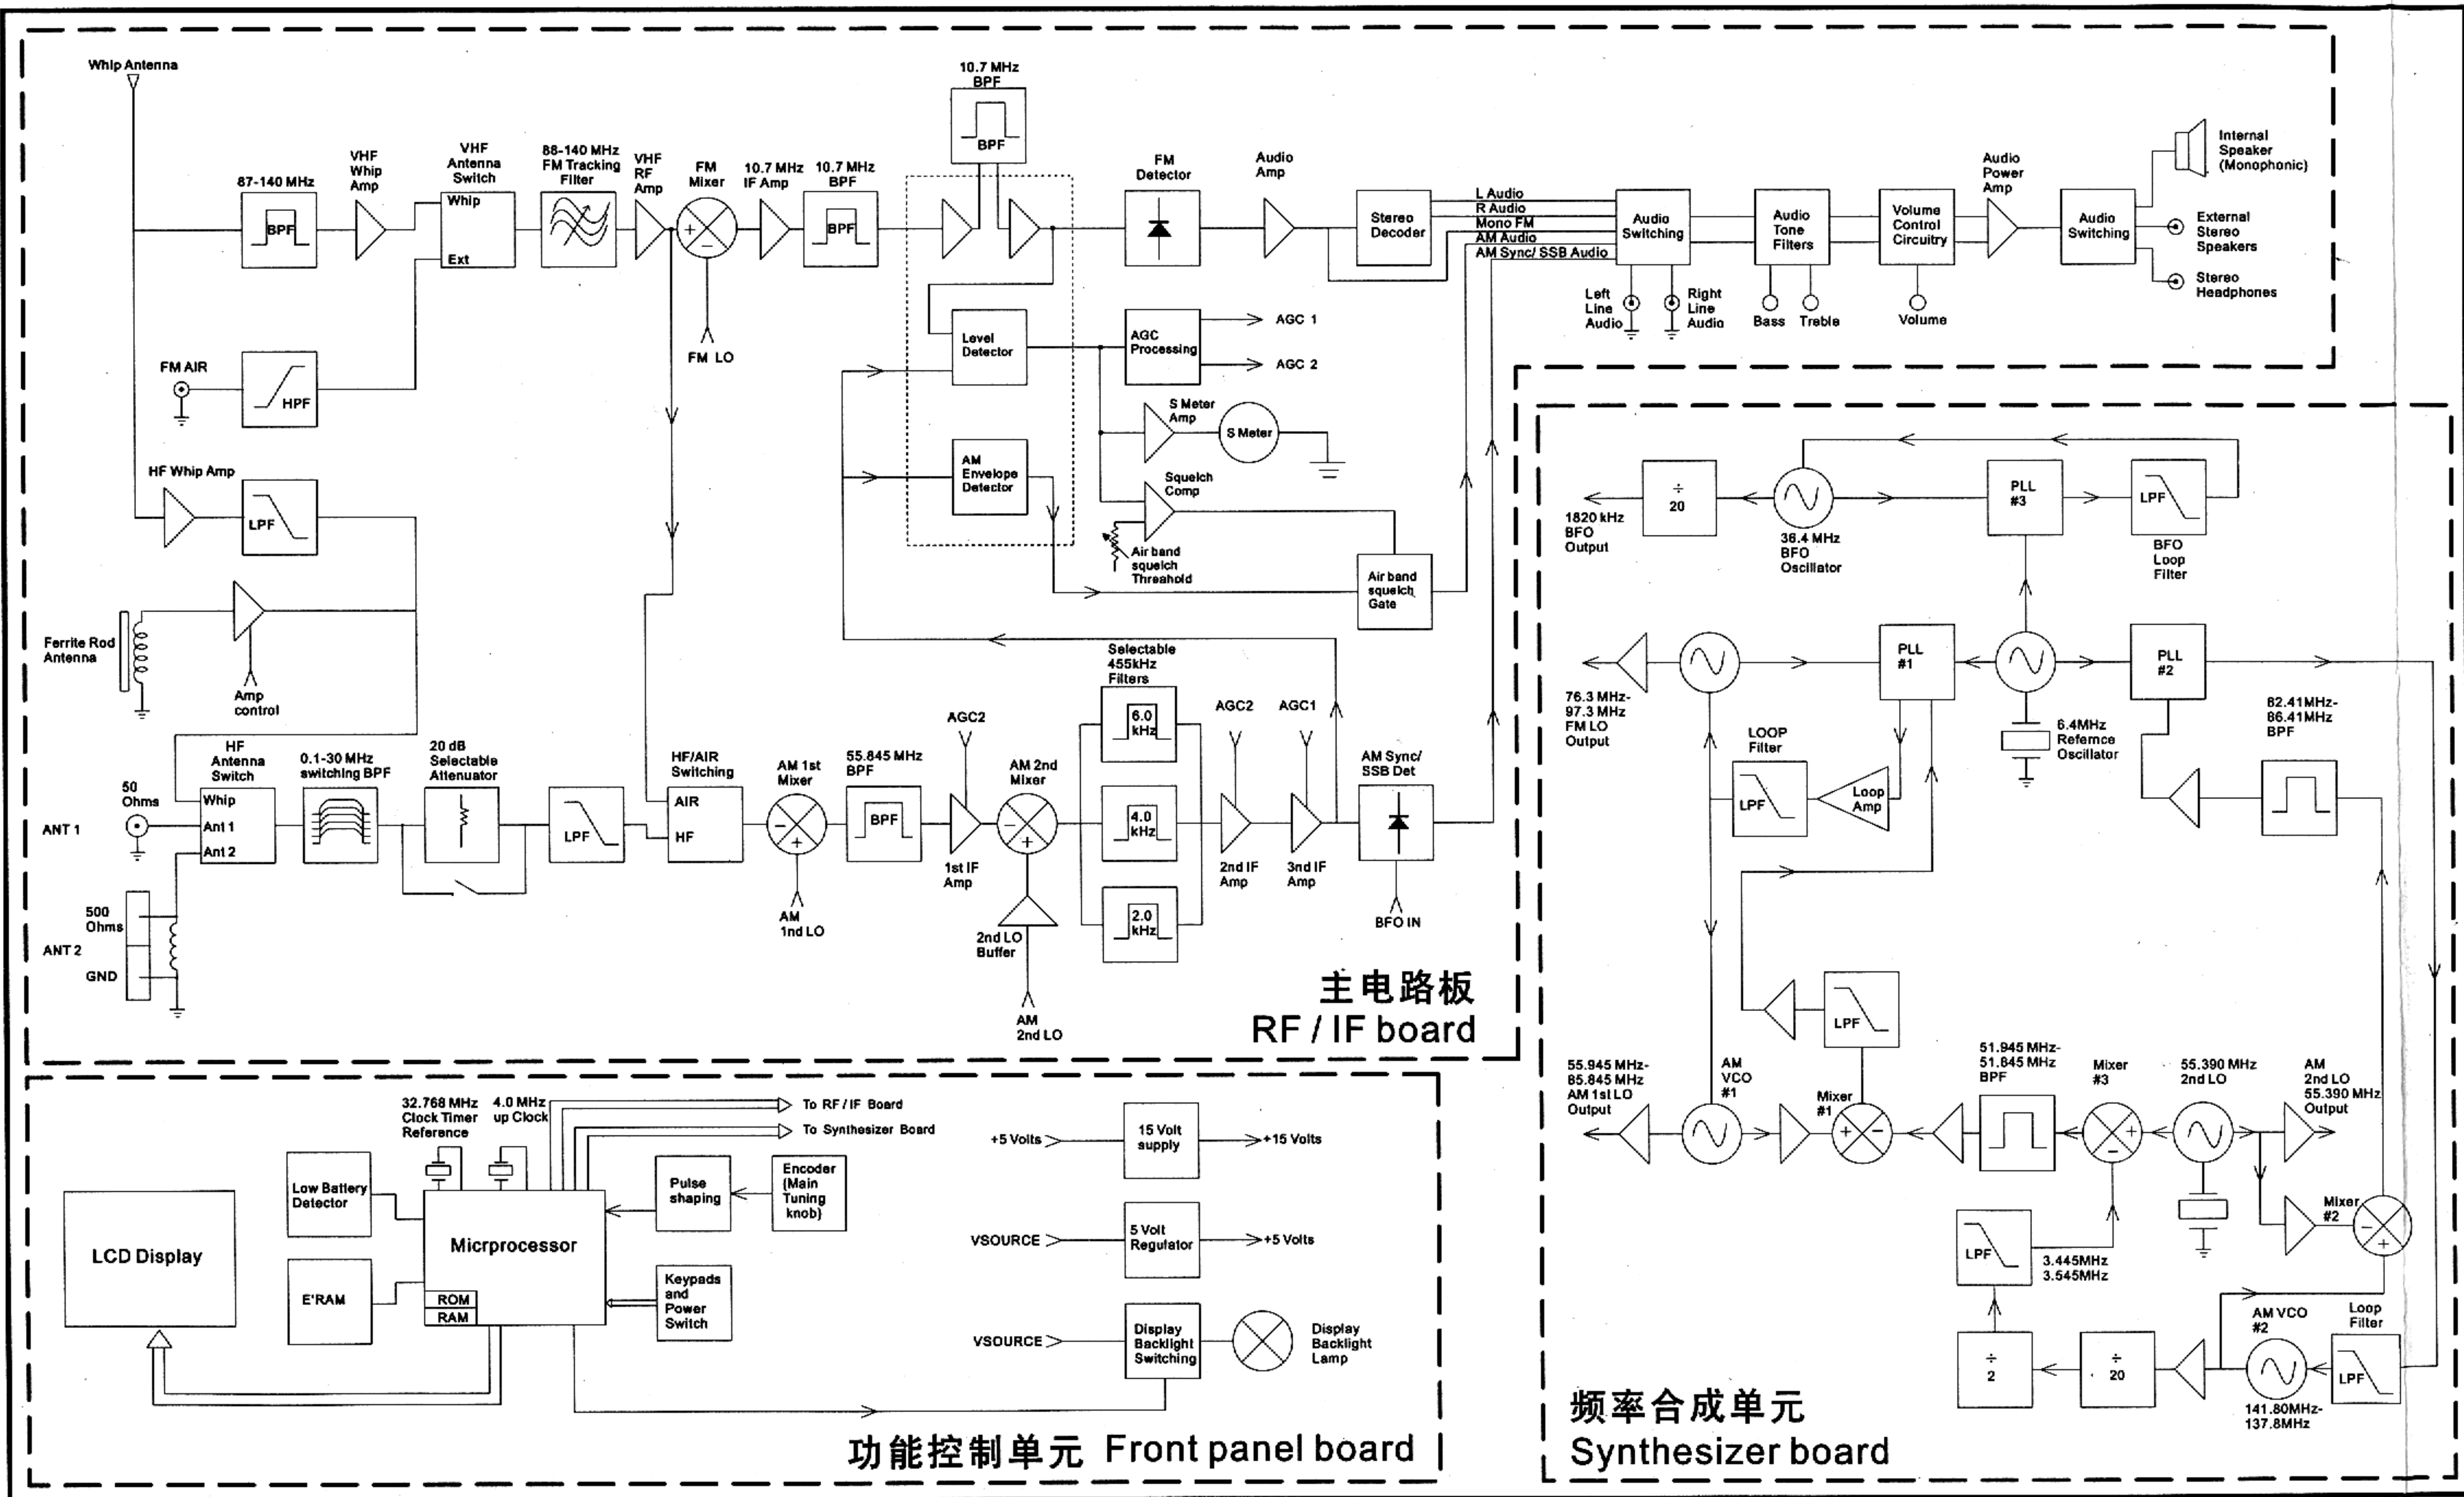 Whip Antenna
87-140 MHz
BPF
VHF
Whip
Amp
VHF
Antenna
Switch
Whip
Ext
88-140 MHz
FM Tracking
Filter
VHF
RF
Amp
FM
Mixer
+
-
FM LO
10.7 MHz
IF Amp
10.7 MHz
BPF
BPF
10.7 MHz
BPF
BPF
FM
Detector
Audio
Amp
Stereo
Decoder
L Audio
R Audio
Mono FM
AM Audio
AM Sync/ SSB Audio
Audio
Switching
Left
Line
Audio
Right
Line
Audio
Audio
Tone
Filters
Bass
Treble
Volume
Control
Circuitry
Volume
Audio
Power
Amp
Audio
Switching
Internal
Speaker
(Monophonic)
External
Stereo
Speakers
Stereo
Headphones
FM AIR
HPF
Level
Detector
AGC
Processing
AGC 1
AGC 2
S Meter
Amp
S Meter
AM
Envelope
Detector
Squelch
Comp
Air band
squelch
Threahold
Air band
squelch
Gate
HF Whip Amp
LPF
Ferrite Rod
Antenna
Amp
control
ANT 1
50
Ohms
HF
Antenna
Switch
Whip
Ant 1
Ant 2
500
Ohms
ANT 2
GND
0.1-30 MHz
switching BPF
20 dB
Selectable
Attenuator
LPF
HF/AIR
Switching
AIR
HF
AM 1st
Mixer
-
+
AM
1nd LO
55.845 MHz
BPF
BPF
AGC2
1st IF
Amp
AM 2nd
Mixer
-
+
2nd LO
Buffer
AM
2nd LO
Selectable
455kHz
Filters
6.0
kHz
4.0
kHz
2.0
kHz
AGC2
2nd IF
Amp
AGC1
3nd IF
Amp
AM Sync/
SSB Det
BFO IN
主电路板
RF / IF board
÷
20
1820 kHz
BFO
Output
36.4 MHz
BFO
Oscillator
PLL
#3
LPF
BFO
Loop
Filter
76.3 MHz-
97.3 MHz
FM LO
Output
PLL
#1
6.4MHz
Refernce
Oscillator
PLL
#2
82.41MHz-
86.41MHz
BPF
LOOP
Filter
LPF
Loop
Amp
LPF
55.945 MHz-
85.845 MHz
AM 1st LO
Output
AM
VCO
#1
Mixer
#1
+
-
51.945 MHz-
51.845 MHz
BPF
Mixer
#3
+
-
55.390 MHz
2nd LO
AM
2nd LO
55.390 MHz
Output
Mixer
#2
-
+
LPF
3.445MHz
3.545MHz
÷
2
÷
20
AM VCO
#2
141.80MHz-
137.8MHz
Loop
Filter
LPF
频率合成单元
Synthesizer board
32.768 MHz
Clock Timer
Reference
4.0 MHz
up Clock
To RF / IF Board
To Synthesizer Board
Low Battery
Detector
LCD Display
E'RAM
Micrprocessor
ROM
RAM
Pulse
shaping
Encoder
(Main
Tuning
knob)
Keypads
and
Power
Switch
+5 Volts
15 Volt
supply
+15 Volts
VSOURCE
5 Volt
Regulator
+5 Volts
VSOURCE
Display
Backlight
Switching
Display
Backlight
Lamp
功能控制单元 Front panel board